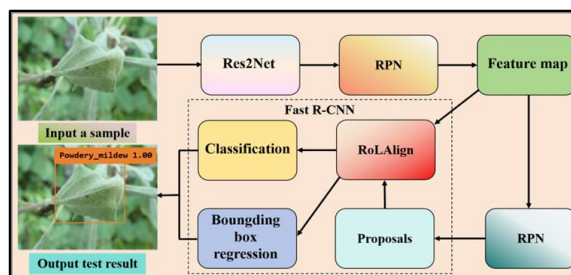 Res2Net
RPN
Feature map
Input a sample
Fast R-CNN
Classification
RoLAlign
Powdery_mildew 1.00
Boungding
box
regression
Proposals
RPN
Output test result